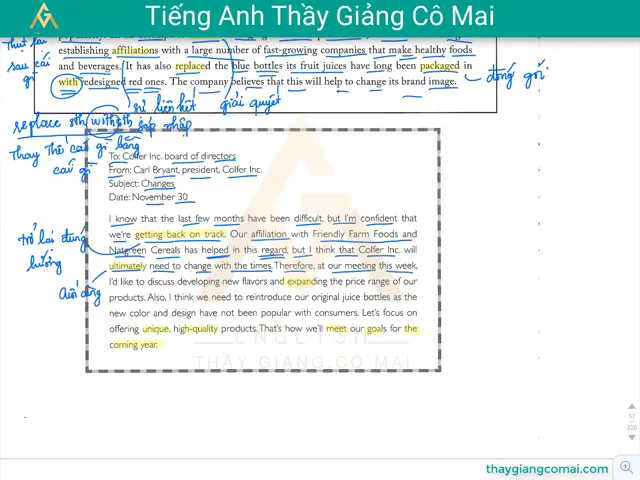 Tiếng Anh Thầy Giảng Cô Mai
establishing affiliations with a large number of fast-growing companies that make healthy foods
and beverages. It has also replaced the blue bottles its fruit juices have long been packaged in
with redesigned red ones. The company believes that this will help to change its brand image.
đóng gói
sau cái
gì
sự liên kết
giải quyết
replace sth with sth
sáp nhập
thay thế cái gì bằng
cái gì
To: Colfer Inc. board of directors
From: Carl Bryant, president, Colfer Inc.
Subject: Changes
Date: November 30
I know that the last few months have been difficult, but I'm confident that
we're getting back on track. Our affiliation with Friendly Farm Foods and
Natgreen Cereals has helped in this regard, but I think that Colfer Inc. will
ultimately need to change with the times. Therefore, at our meeting this week,
I'd like to discuss developing new flavors and expanding the price range of our
products. Also, I think we need to reintroduce our original juice bottles as the
new color and design have not been popular with consumers. Let's focus on
offering unique, high-quality products. That's how we'll meet our goals for the
coming year.
trở lại đúng
hướng
cuối cùng
ENGLISH
THẦY GIẢNG CÔ MAI
57
220
thaygiangcomai.com